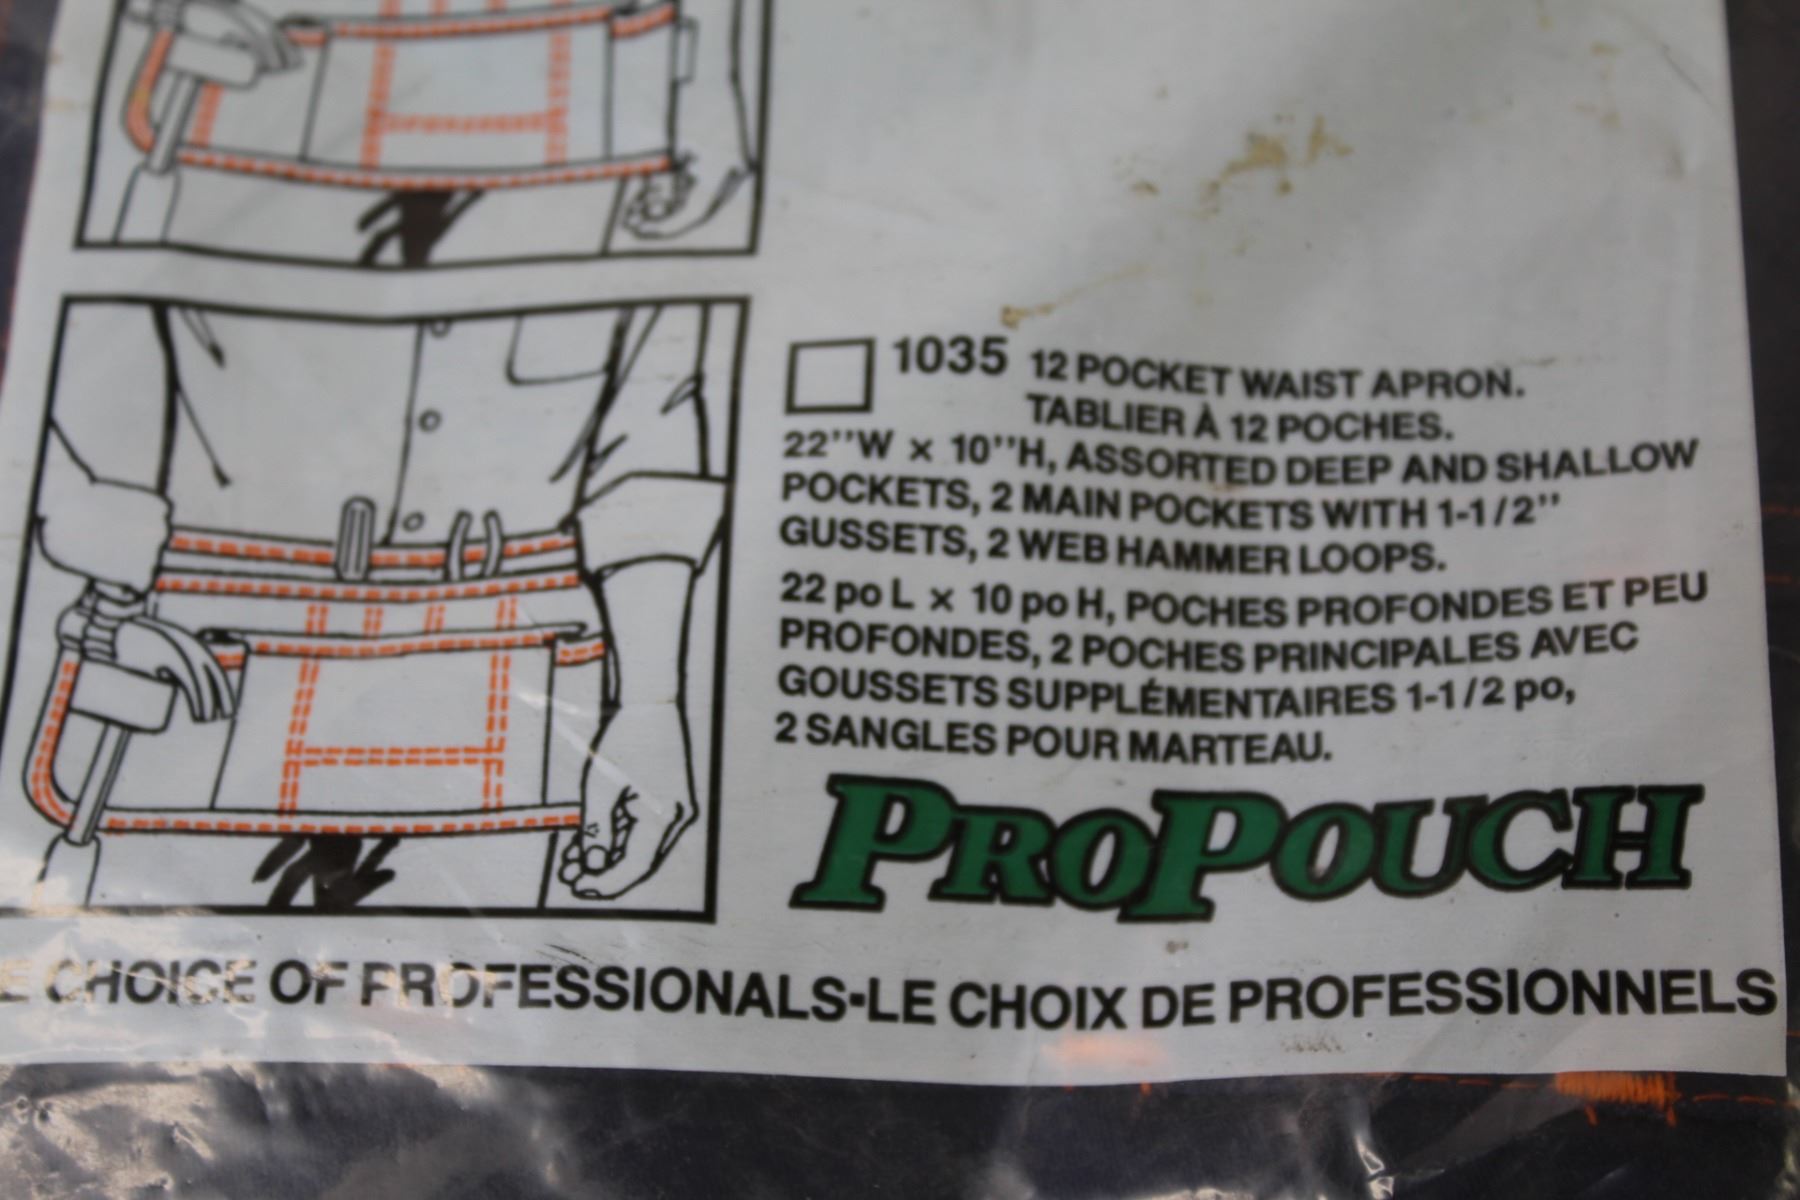 1035 12 POCKET WAIST APRON.
TABLIER À 12 POCHES.
22''W × 10''H, ASSORTED DEEP AND SHALLOW
POCKETS, 2 MAIN POCKETS WITH 1-1/2''
GUSSETS, 2 WEB HAMMER LOOPS.
22 po L × 10 po H, POCHES PROFONDES ET PEU
PROFONDES, 2 POCHES PRINCIPALES AVEC
GOUSSETS SUPPLÉMENTAIRES 1-1/2 po,
2 SANGLES POUR MARTEAU.
PROPOUCH
E CHOICE OF PROFESSIONALS•LE CHOIX DE PROFESSIONNELS